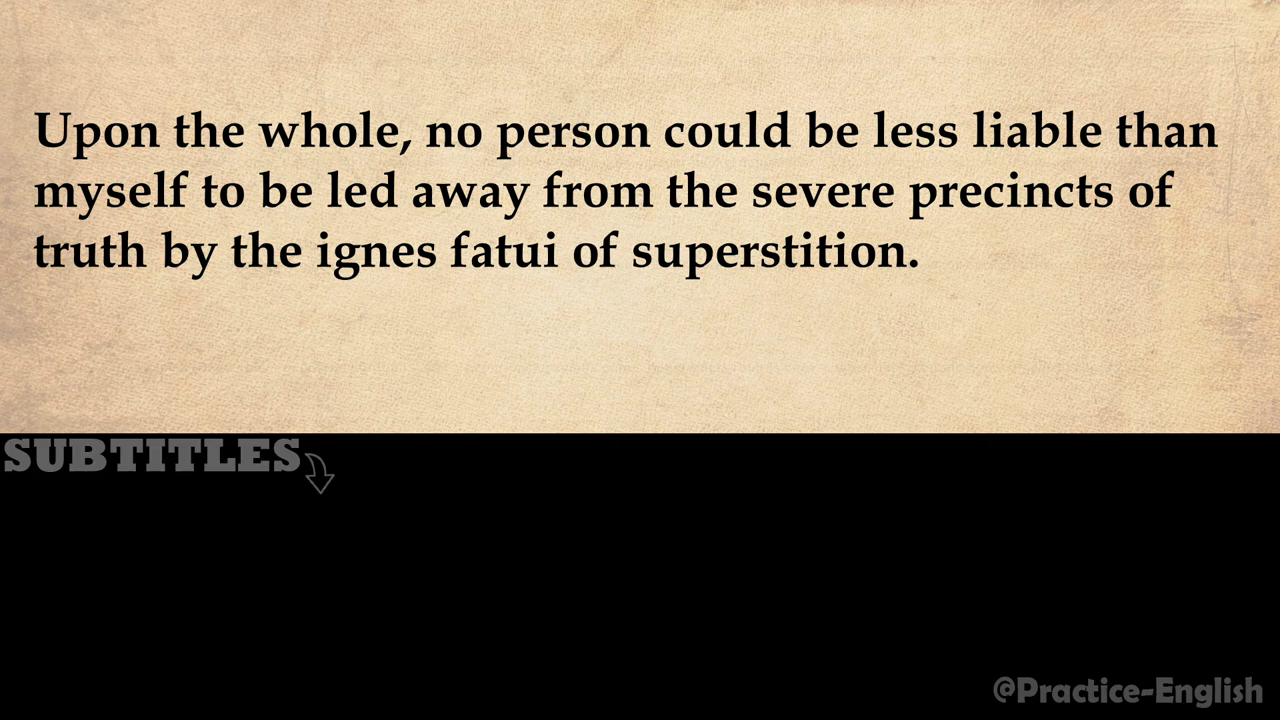 Upon the whole, no person could be less liable than
myself to be led away from the severe precincts of
truth by the ignes fatui of superstition.
SUBTITLES
@Practice-English